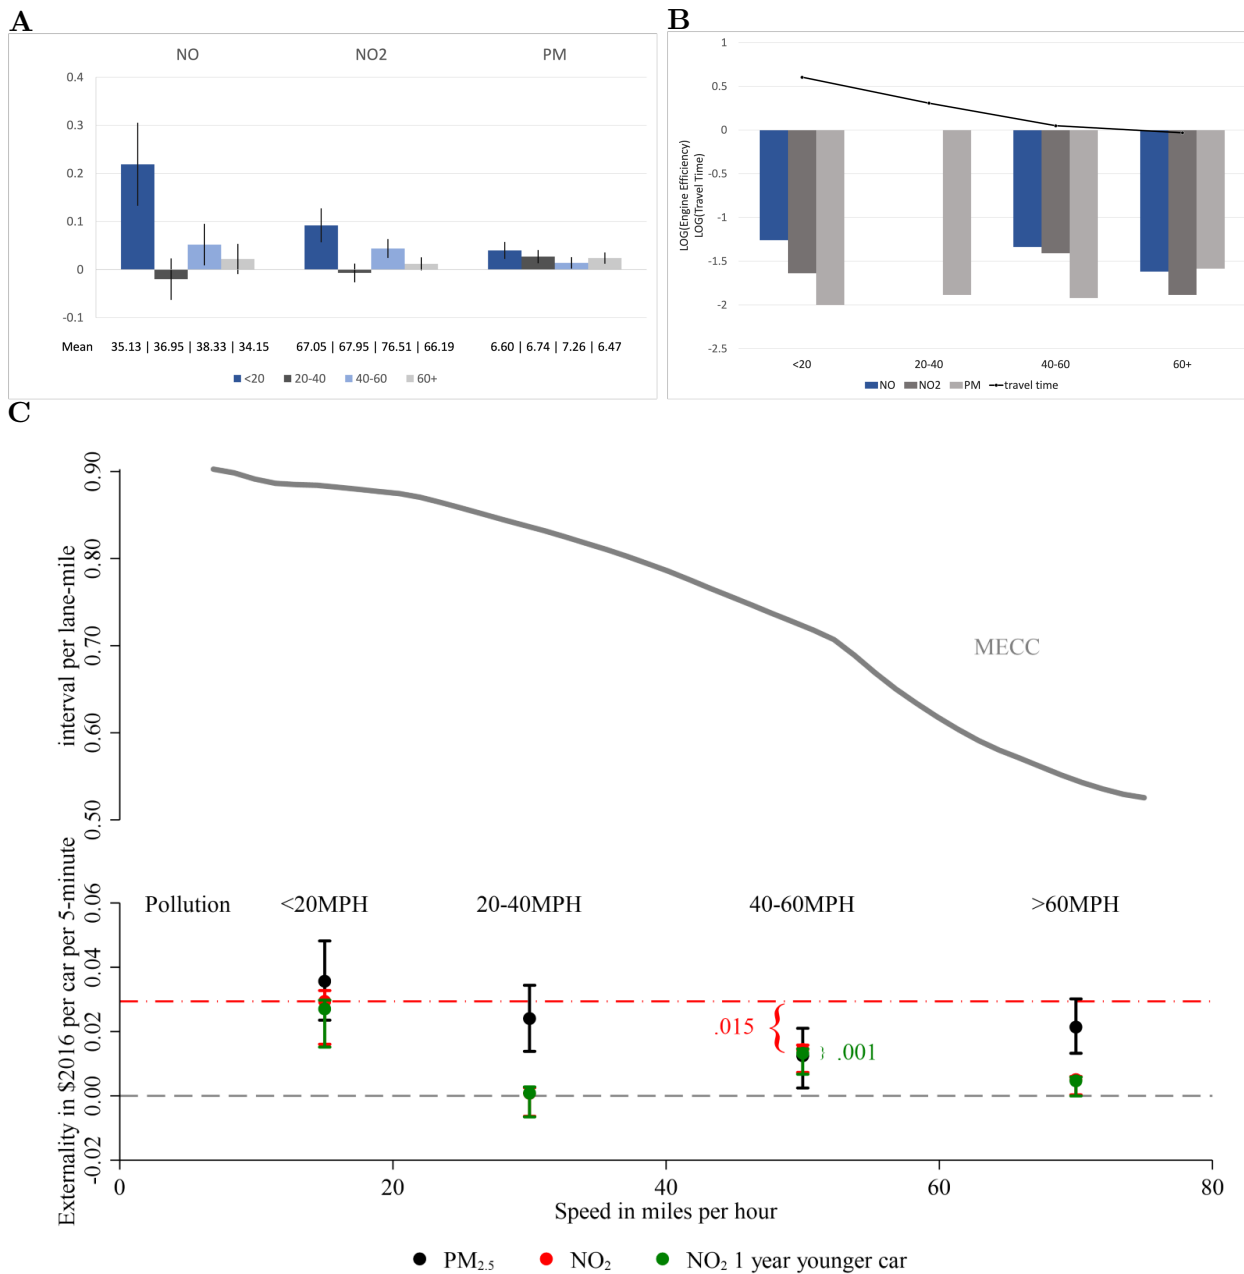 A
NO NO2 PM
0.4
0.3
0.2
0.1
0
-0.1
Mean 35.13 | 36.95 | 38.33 | 34.15 67.05 | 67.95 | 76.51 | 66.19 6.60 | 6.74 | 7.26 | 6.47
<20 20-40 40-60 60+
B
1
0.5
0
-0.5
-1
-1.5
-2
-2.5
LOG(Engine Efficiency)
LOG(Travel Time)
<20 20-40 40-60 60+
NO NO2 PM travel time
C
0.90
0.80
0.70
0.60
0.50
interval per lane-mile
MECC
Externality in $2016 per car per 5-minute
0.06
0.04
0.02
0.00
-0.02
Pollution <20MPH 20-40MPH 40-60MPH >60MPH
.015 { } .001
0 20 40 60 80
Speed in miles per hour
PM2.5 NO2 NO2 1 year younger car